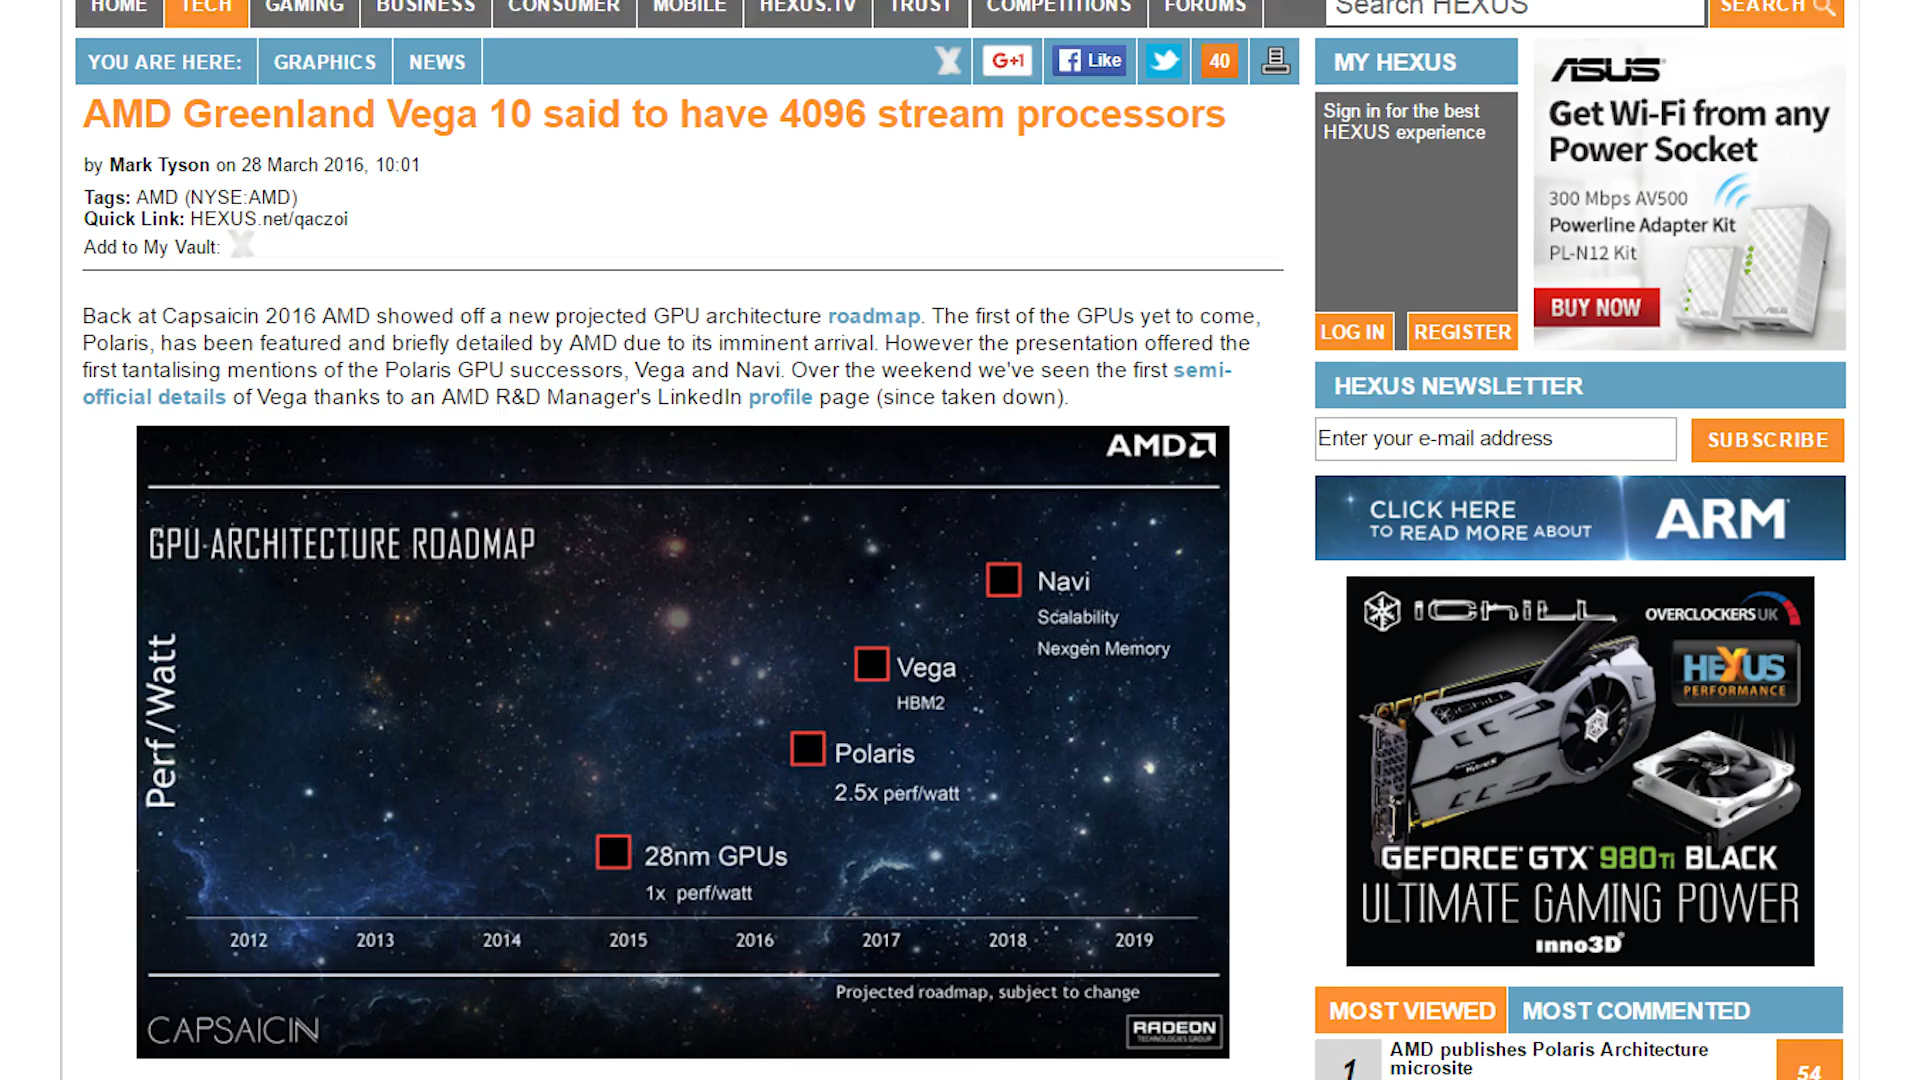 HOME TECH GAMING BUSINESS CONSUMER MOBILE HEXUS.TV TRUST COMPETITIONS FORUMS
Search HEXUS
SEARCH
YOU ARE HERE: GRAPHICS NEWS
G+1
Like
40
AMD Greenland Vega 10 said to have 4096 stream processors
by Mark Tyson on 28 March 2016, 10:01
Tags: AMD (NYSE:AMD)
Quick Link: HEXUS.net/qaczoi
Add to My Vault:
Back at Capsaicin 2016 AMD showed off a new projected GPU architecture roadmap. The first of the GPUs yet to come,
Polaris, has been featured and briefly detailed by AMD due to its imminent arrival. However the presentation offered the
first tantalising mentions of the Polaris GPU successors, Vega and Navi. Over the weekend we've seen the first semi-
official details of Vega thanks to an AMD R&D Manager's LinkedIn profile page (since taken down).
AMD
GPU ARCHITECTURE ROADMAP
Perf/Watt
Navi
Scalability
Nexgen Memory
Vega
HBM2
Polaris
2.5x perf/watt
28nm GPUs
1x perf/watt
2012 2013 2014 2015 2016 2017 2018 2019
Projected roadmap, subject to change
CAPSAICIN
RADEON
TECHNOLOGIES GROUP
MY HEXUS
Sign in for the best
HEXUS experience
LOG IN REGISTER
ASUS
Get Wi-Fi from any
Power Socket
300 Mbps AV500
Powerline Adapter Kit
PL-N12 Kit
BUY NOW
HEXUS NEWSLETTER
Enter your e-mail address
SUBSCRIBE
CLICK HERE
TO READ MORE ABOUT
ARM
iCHiLL
OVERCLOCKERS UK
HEXUS
PERFORMANCE
GEFORCE GTX 980Ti BLACK
ULTIMATE GAMING POWER
inno3D
MOST VIEWED MOST COMMENTED
1
AMD publishes Polaris Architecture
microsite
54